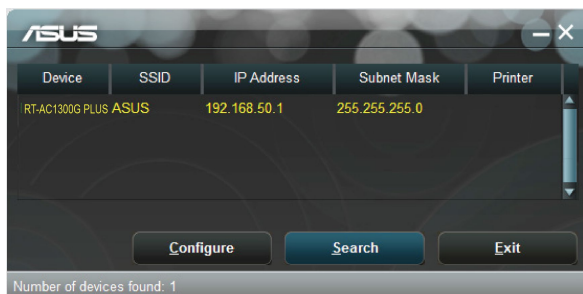 ASUS
Device SSID IP Address Subnet Mask Printer
RT-AC1300G PLUS ASUS 192.168.50.1 255.255.255.0
Configure Search Exit
Number of devices found: 1